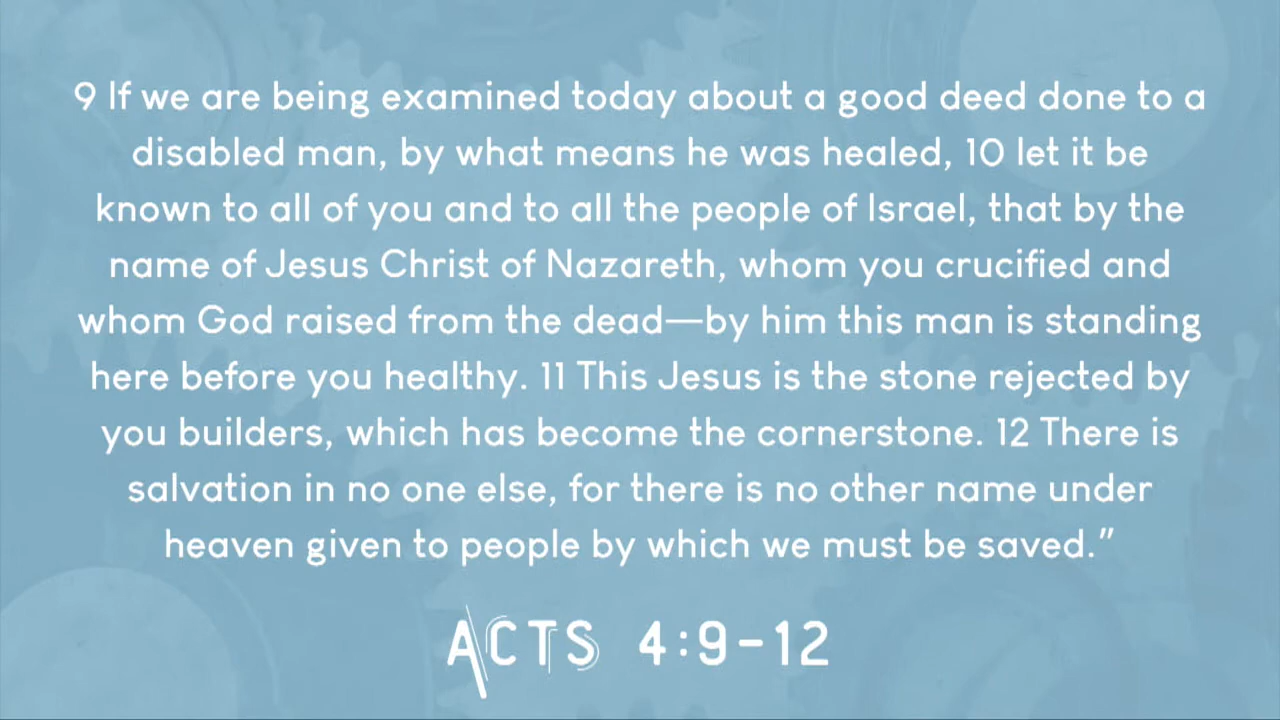 9 If we are being examined today about a good deed done to a
disabled man, by what means he was healed, 10 let it be
known to all of you and to all the people of Israel, that by the
name of Jesus Christ of Nazareth, whom you crucified and
whom God raised from the dead—by him this man is standing
here before you healthy. 11 This Jesus is the stone rejected by
you builders, which has become the cornerstone. 12 There is
salvation in no one else, for there is no other name under
heaven given to people by which we must be saved.”
ACTS 4:9-12